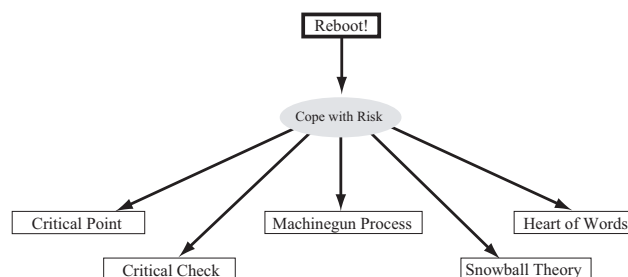 Reboot!
Cope with Risk
Critical Point
Machinegun Process
Heart of Words
Critical Check
Snowball Theory